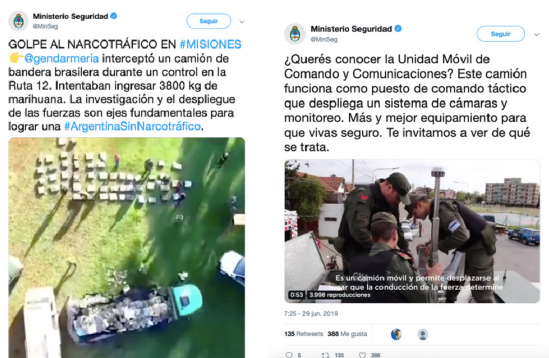 Ministerio Seguridad
@MinSeg
Seguir
GOLPE AL NARCOTRÁFICO EN #MISIONES
👉@gendarmeria interceptó un camión de
bandera brasilera durante un control en la
Ruta 12. Intentaban ingresar 3800 kg de
marihuana. La investigación y el despliegue
de las fuerzas son ejes fundamentales para
lograr una #ArgentinaSinNarcotráfico.
Ministerio Seguridad
@MinSeg
Seguir
¿Querés conocer la Unidad Móvil de
Comando y Comunicaciones? Este camión
funciona como puesto de comando táctico
que despliega un sistema de cámaras y
monitoreo. Más y mejor equipamiento para
que vivas seguro. Te invitamos a ver de qué
se trata.
Es un camión móvil y permite desplazarse al
lugar que la conducción de la fuerza determine
0:53 3.998 reproducciones
7:25 - 29 jun. 2019
135 Retweets 388 Me gusta
5 135 388